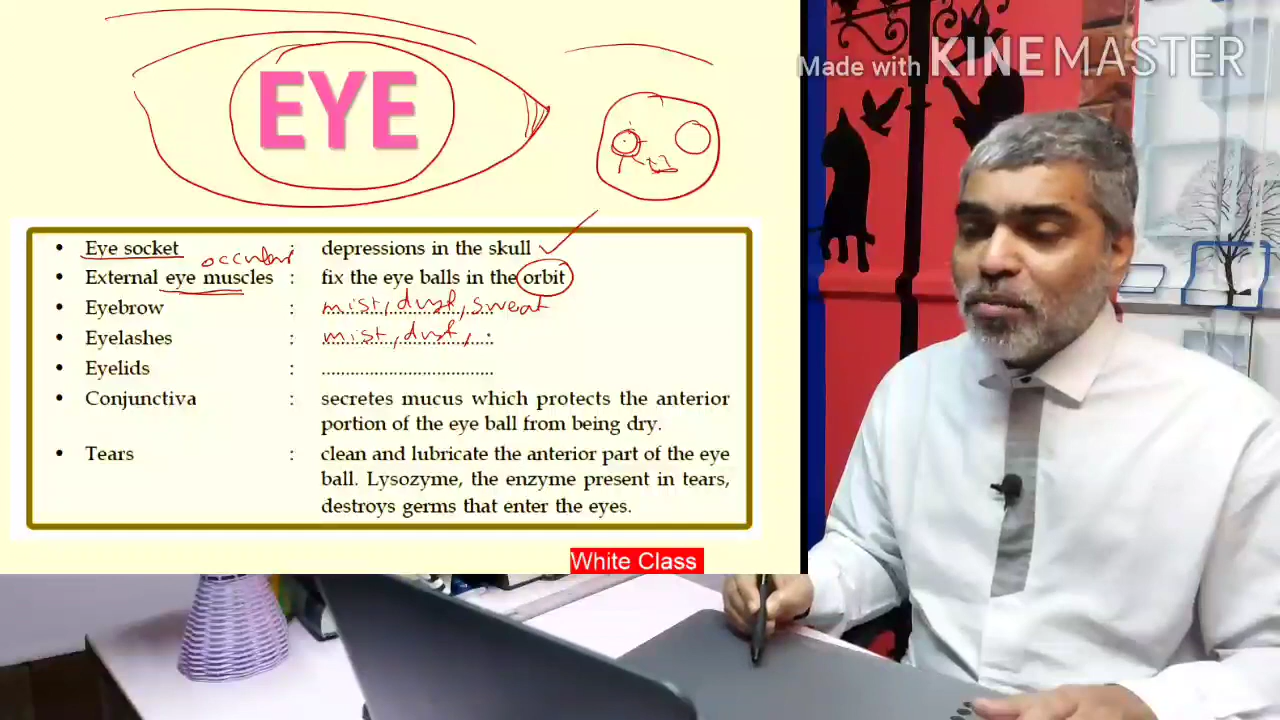 Made with KINEMASTER
EYE
• Eye socket : depressions in the skull
• External eye muscles : fix the eye balls in the orbit
• Eyebrow : mist, dust, sweat
• Eyelashes : mist, dust,
• Eyelids : ....................................
• Conjunctiva : secretes mucus which protects the anterior
portion of the eye ball from being dry.
• Tears : clean and lubricate the anterior part of the eye
ball. Lysozyme, the enzyme present in tears,
destroys germs that enter the eyes.
White Class